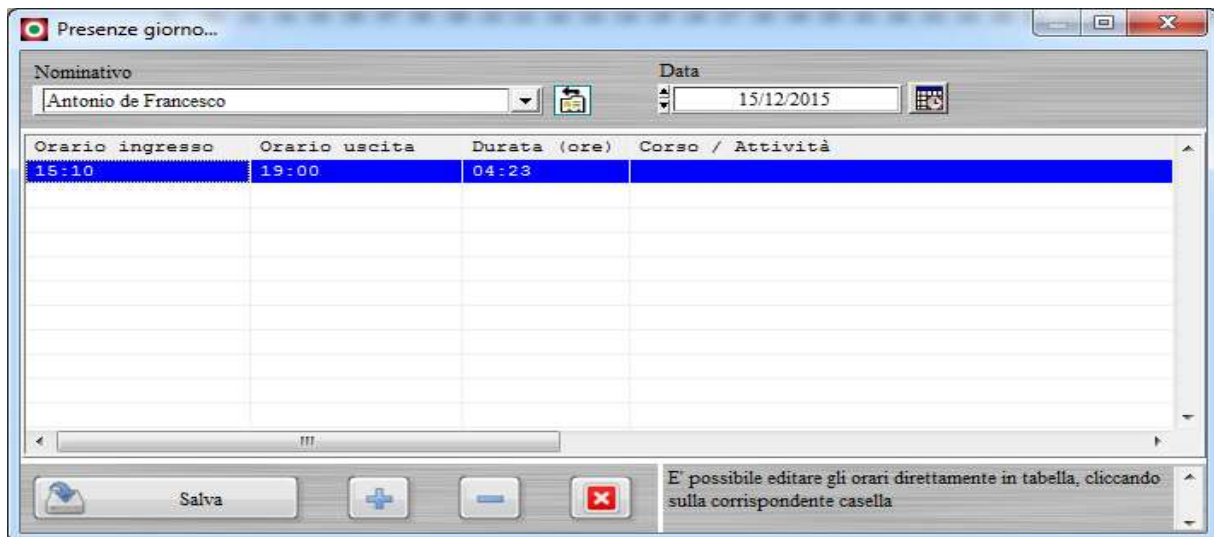 Presenze giorno...
Nominativo
Data
Antonio de Francesco
15/12/2015
Orario ingresso Orario uscita Durata (ore) Corso / Attività
15:10 19:00 04:23
Salva
E' possibile editare gli orari direttamente in tabella, cliccando
sulla corrispondente casella